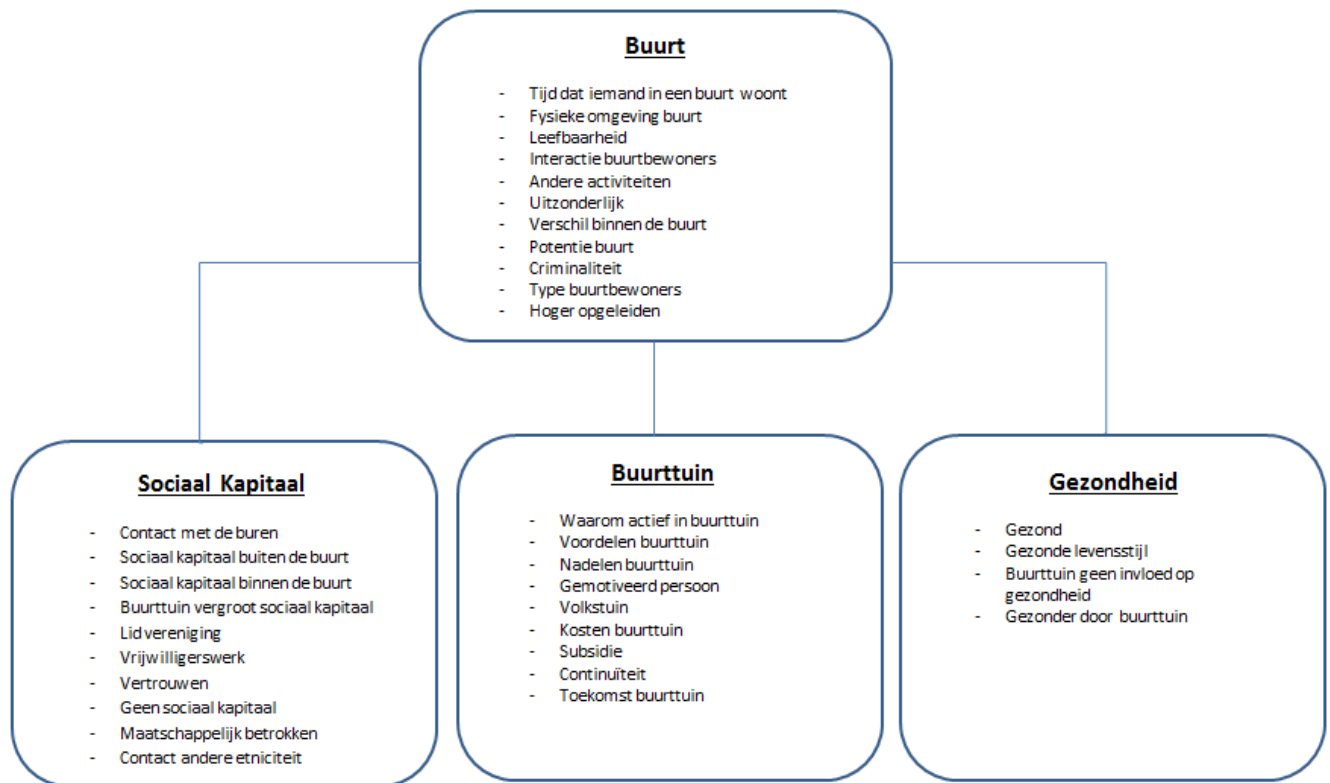 Buurt
- Tijd dat iemand in een buurt woont
- Fysieke omgeving buurt
- Leefbaarheid
- Interactie buurtbewoners
- Andere activiteiten
- Uitzonderlijk
- Verschil binnen de buurt
- Potentie buurt
- Criminaliteit
- Type buurtbewoners
- Hoger opgeleiden
Sociaal Kapitaal
- Contact met de buren
- Sociaal kapitaal buiten de buurt
- Sociaal kapitaal binnen de buurt
- Buurttuin vergroot sociaal kapitaal
- Lid vereniging
- Vrijwilligerswerk
- Vertrouwen
- Geen sociaal kapitaal
- Maatschappelijk betrokken
- Contact andere etniciteit
Buurttuin
- Waarom actief in buurttuin
- Voordelen buurttuin
- Nadelen buurttuin
- Gemotiveerd persoon
- Volkstuin
- Kosten buurttuin
- Subsidie
- Continuïteit
- Toekomst buurttuin
Gezondheid
- Gezond
- Gezonde levensstijl
- Buurttuin geen invloed op
gezondheid
- Gezonder door buurttuin